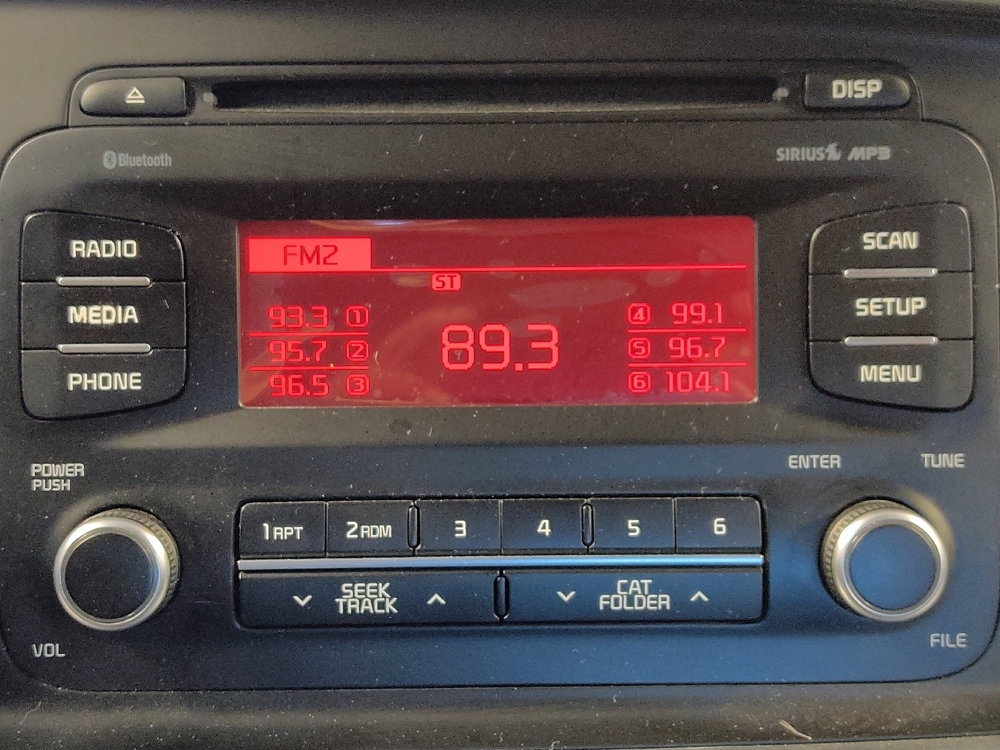 DISP
Bluetooth
SIRIUS MP3
RADIO
MEDIA
PHONE
FM2
ST
93.3 1
95.7 2
96.5 3
89.3
4 99.1
5 96.7
6 104.1
SCAN
SETUP
MENU
POWER
PUSH
VOL
1 RPT
2 RDM
3
4
5
6
SEEK
TRACK
CAT
FOLDER
ENTER
TUNE
FILE